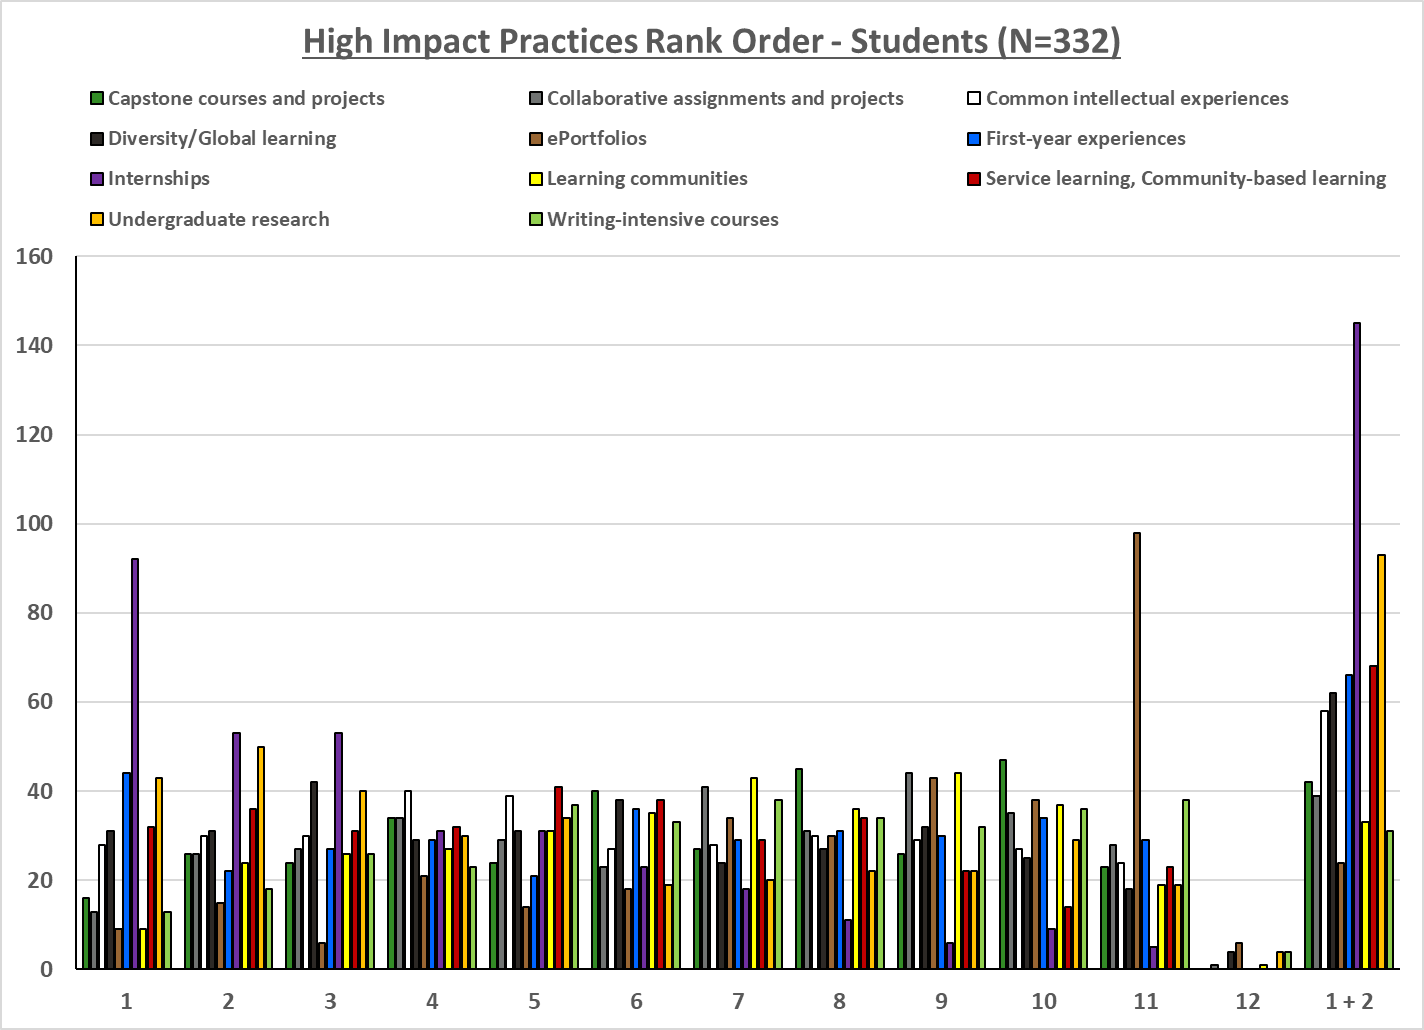 High Impact Practices Rank Order - Students (N=332)
Capstone courses and projects
Collaborative assignments and projects
Common intellectual experiences
Diversity/Global learning
ePortfolios
First-year experiences
Internships
Learning communities
Service learning, Community-based learning
Undergraduate research
Writing-intensive courses
160
140
120
100
80
60
40
20
0
1 2 3 4 5 6 7 8 9 10 11 12 1 + 2